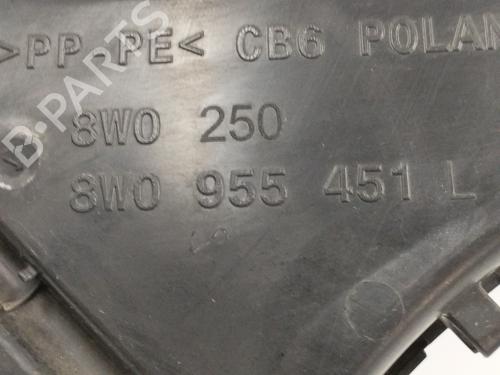 >PP PE< CB6 POLAN
8W0 250
8W0 955 451 L
B-PARTS